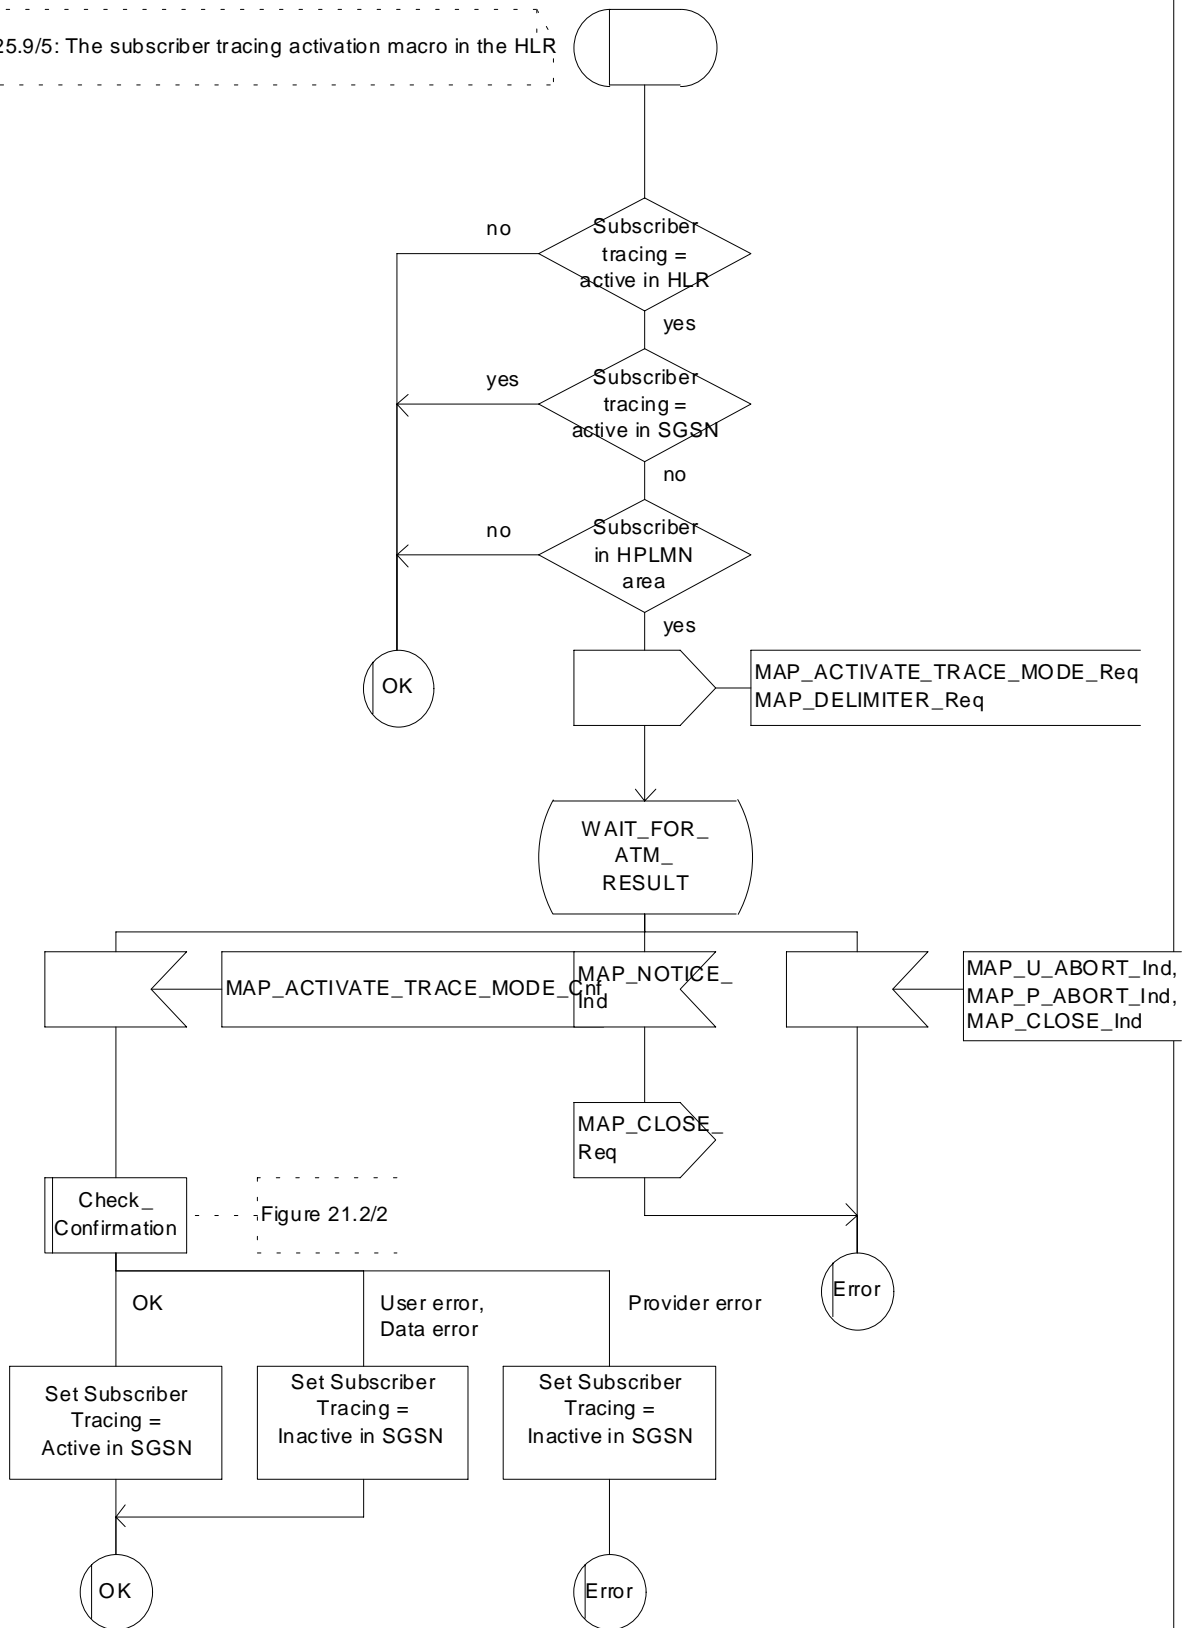 25.9/5: The subscriber tracing activation macro in the HLR
no
Subscriber
tracing =
active in HLR
yes
yes
Subscriber
tracing =
active in SGSN
no
no
Subscriber
in HPLMN
area
yes
OK
MAP_ACTIVATE_TRACE_MODE_Req
MAP_DELIMITER_Req
WAIT_FOR_
ATM_
RESULT
MAP_ACTIVATE_TRACE_MODE_Cnf
MAP_NOTICE_
Ind
MAP_U_ABORT_Ind,
MAP_P_ABORT_Ind,
MAP_CLOSE_Ind
MAP_CLOSE_
Req
Check_
Confirmation
Figure 21.2/2
Error
OK
User error,
Data error
Provider error
Set Subscriber
Tracing =
Active in SGSN
Set Subscriber
Tracing =
Inactive in SGSN
Set Subscriber
Tracing =
Inactive in SGSN
OK
Error